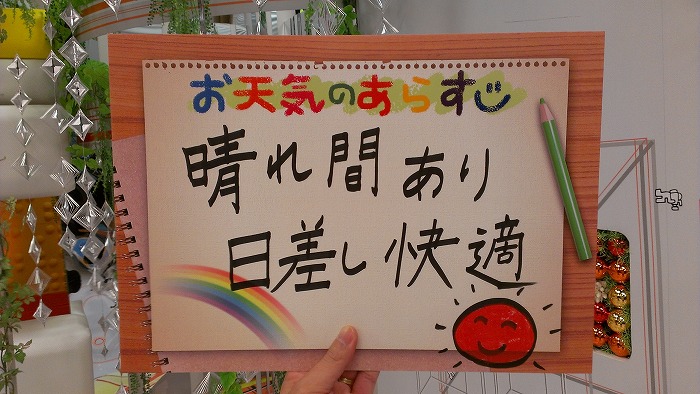 お天気のあらすじ
晴れ間あり
日差し快適